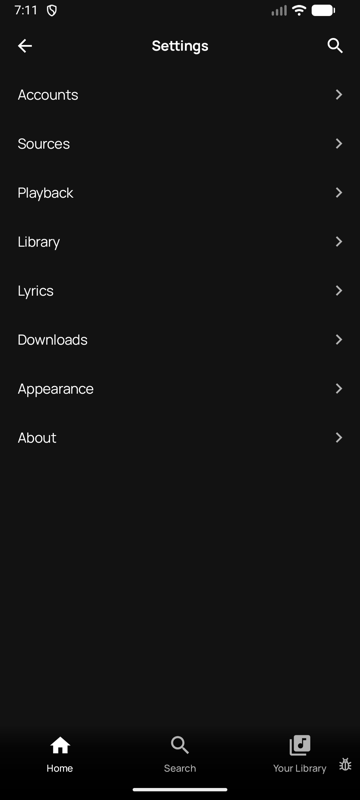 7:11
Settings
Accounts
Sources
Playback
Library
Lyrics
Downloads
Appearance
About
Home
Search
Your Library